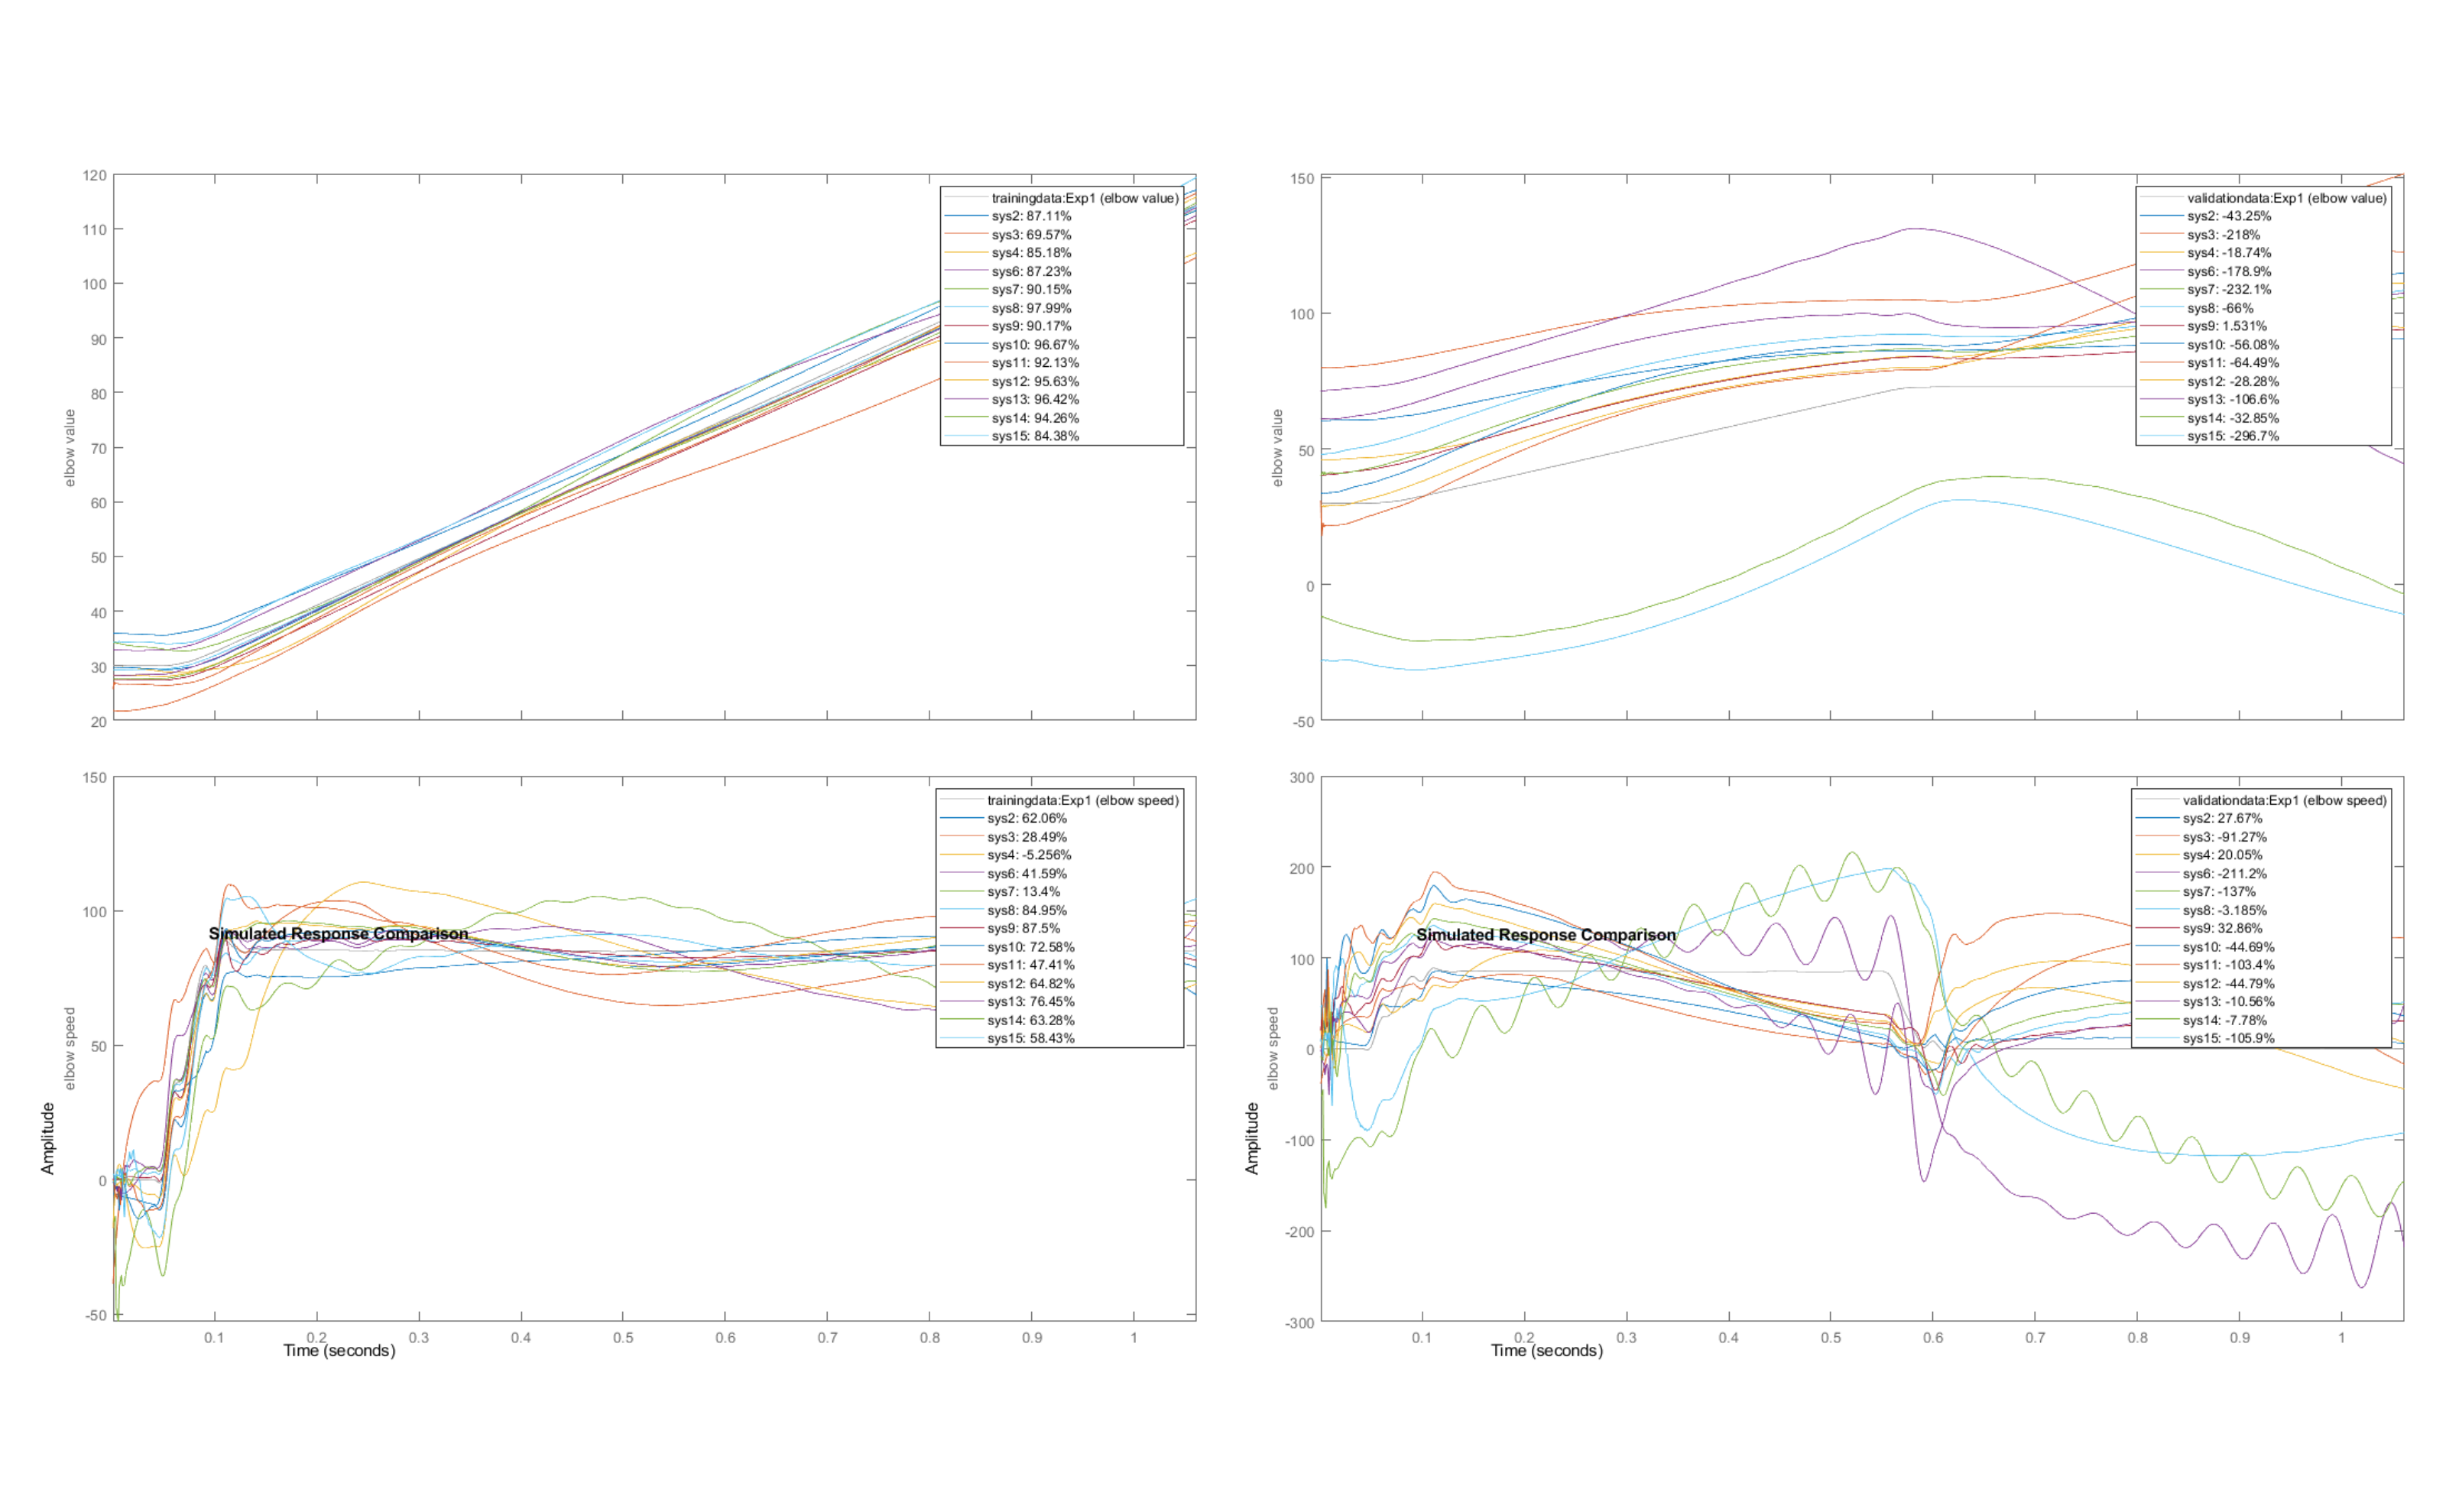 120
110
100
90
80
70
60
50
40
30
20
elbow value
trainingdata:Exp1 (elbow value)
sys2: 87.11%
sys3: 69.57%
sys4: 85.18%
sys6: 87.23%
sys7: 90.15%
sys8: 97.99%
sys9: 90.17%
sys10: 96.67%
sys11: 92.13%
sys12: 95.63%
sys13: 96.42%
sys14: 94.26%
sys15: 84.38%
150
100
50
0
-50
elbow value
validationdata:Exp1 (elbow value)
sys2: -43.25%
sys3: -218%
sys4: -18.74%
sys6: -178.9%
sys7: -232.1%
sys8: -66%
sys9: 1.531%
sys10: -56.08%
sys11: -64.49%
sys12: -28.28%
sys13: -106.6%
sys14: -32.85%
sys15: -296.7%
150
100
50
0
-50
elbow speed
Amplitude
Simulated Response Comparison
trainingdata:Exp1 (elbow speed)
sys2: 62.06%
sys3: 28.49%
sys4: -5.256%
sys6: 41.59%
sys7: 13.4%
sys8: 84.95%
sys9: 87.5%
sys10: 72.58%
sys11: 47.41%
sys12: 64.82%
sys13: 76.45%
sys14: 63.28%
sys15: 58.43%
0.1 0.2 0.3 0.4 0.5 0.6 0.7 0.8 0.9 1
Time (seconds)
300
200
100
0
-100
-200
-300
elbow speed
Amplitude
Simulated Response Comparison
validationdata:Exp1 (elbow speed)
sys2: 27.67%
sys3: -91.27%
sys4: 20.05%
sys6: -211.2%
sys7: -137%
sys8: -3.185%
sys9: 32.86%
sys10: -44.69%
sys11: -103.4%
sys12: -44.79%
sys13: -10.56%
sys14: -7.78%
sys15: -105.9%
0.1 0.2 0.3 0.4 0.5 0.6 0.7 0.8 0.9 1
Time (seconds)